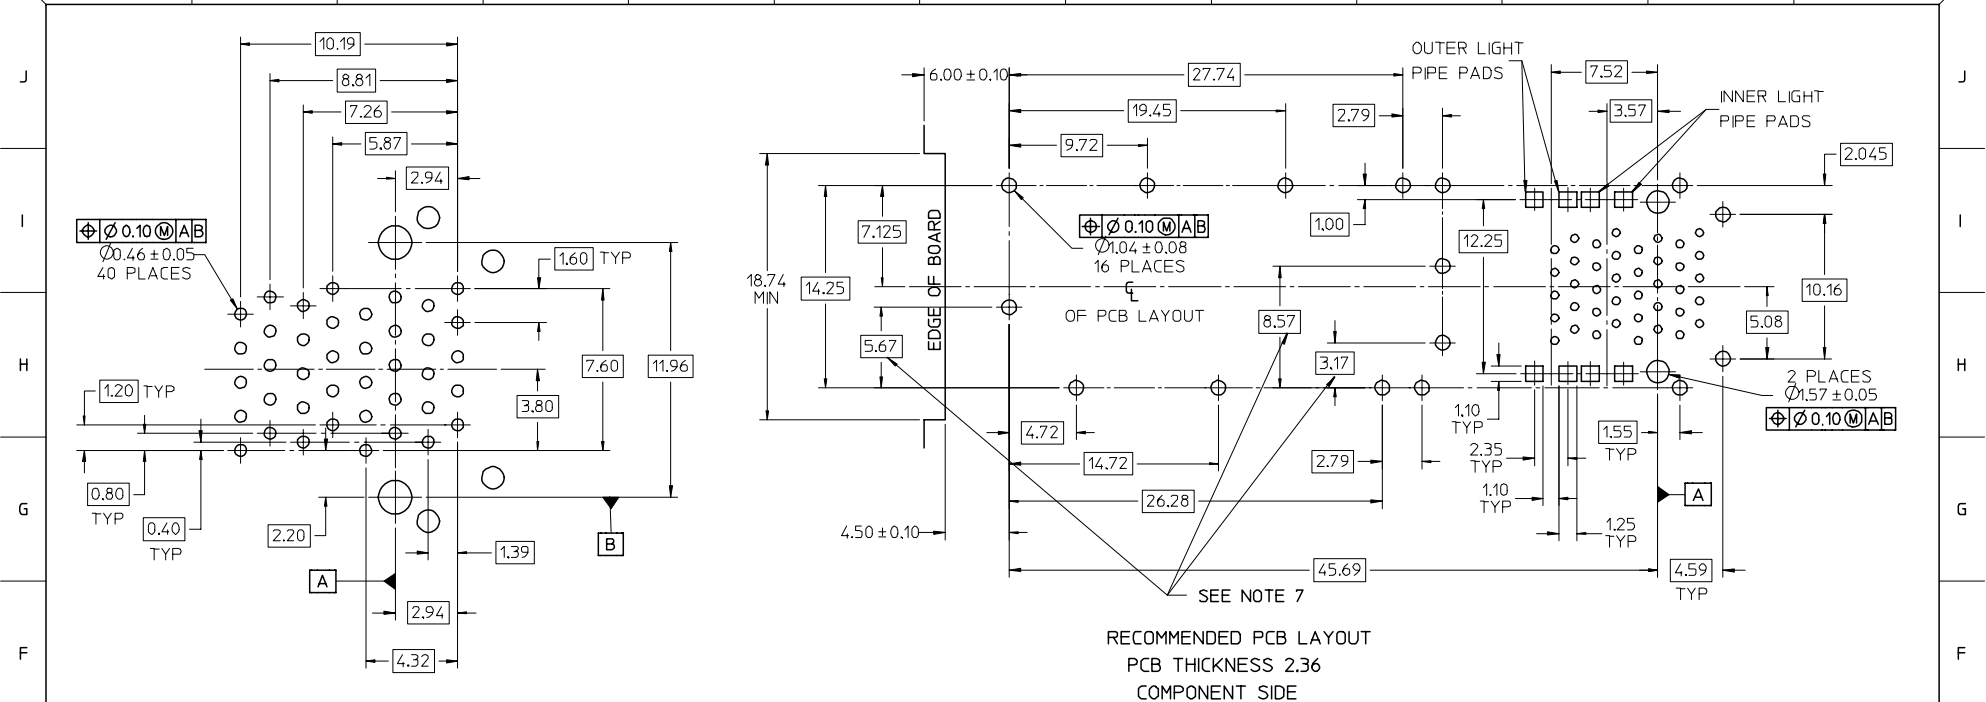 J
J
I
I
H
H
G
G
F
F
10.19
8.81
7.26
5.87
2.94
⌖ Ø 0.10 Ⓜ A B
Ø0.46 ± 0.05
40 PLACES
1.60 TYP
7.60
11.96
3.80
1.20 TYP
0.80
TYP
0.40
TYP
2.20
1.39
B
A
2.94
4.32
6.00 ± 0.10
27.74
19.45
9.72
2.79
OUTER LIGHT
PIPE PADS
7.52
3.57
INNER LIGHT
PIPE PADS
2.045
7.125
⌖ Ø 0.10 Ⓜ A B
Ø1.04 ± 0.08
16 PLACES
1.00
12.25
18.74
MIN
14.25
EDGE OF BOARD
℄
OF PCB LAYOUT
8.57
10.16
5.08
5.67
3.17
2 PLACES
Ø1.57 ± 0.05
⌖ Ø 0.10 Ⓜ A B
1.10
TYP
4.72
1.55
TYP
14.72
2.79
2.35
TYP
26.28
1.10
TYP
A
4.50 ± 0.10
1.25
TYP
45.69
4.59
TYP
SEE NOTE 7
RECOMMENDED PCB LAYOUT
PCB THICKNESS 2.36
COMPONENT SIDE